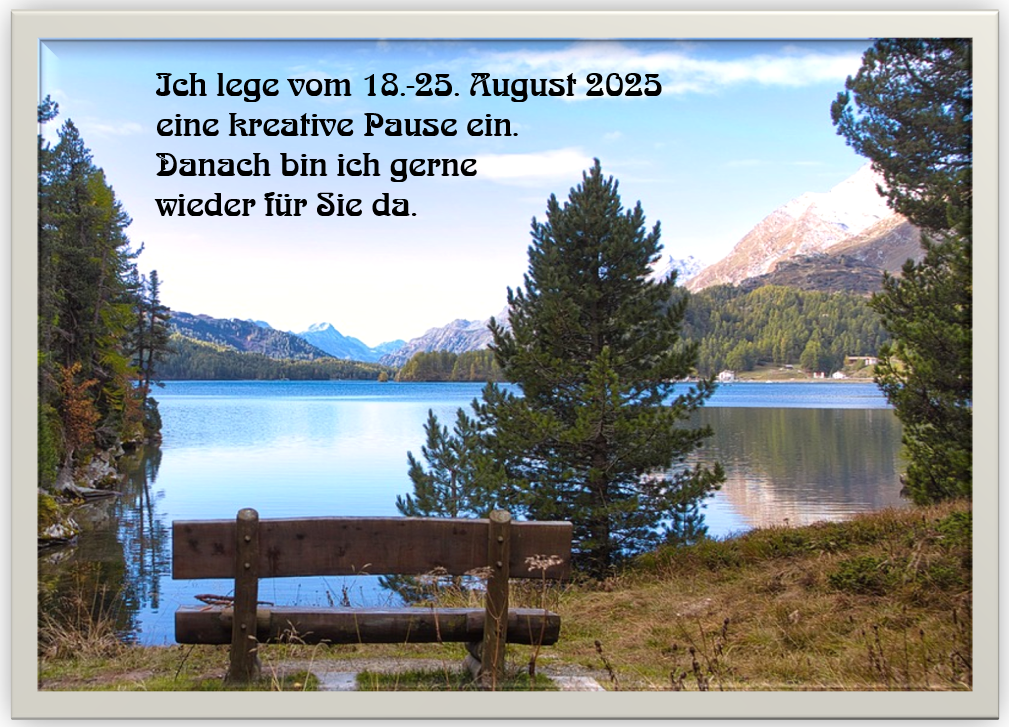 Ich lege vom 18.-25. August 2025
eine kreative Pause ein.
Danach bin ich gerne
wieder für Sie da.